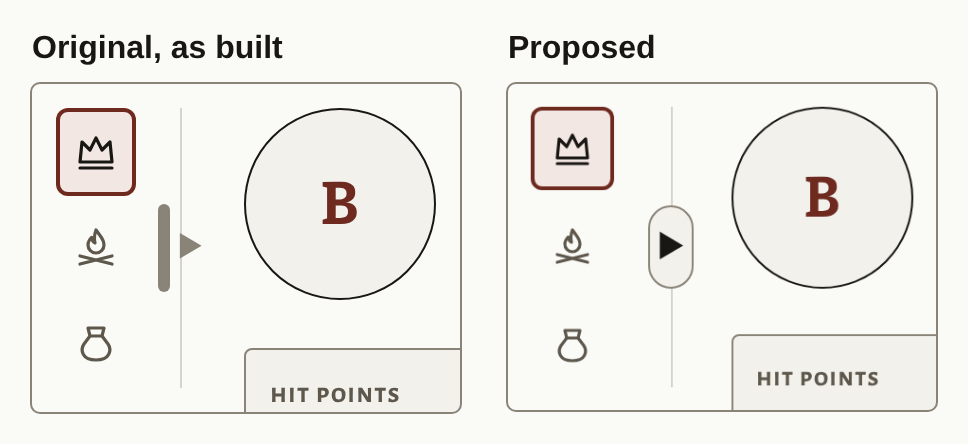 Original, as built
Proposed
B
B
HIT POINTS
HIT POINTS